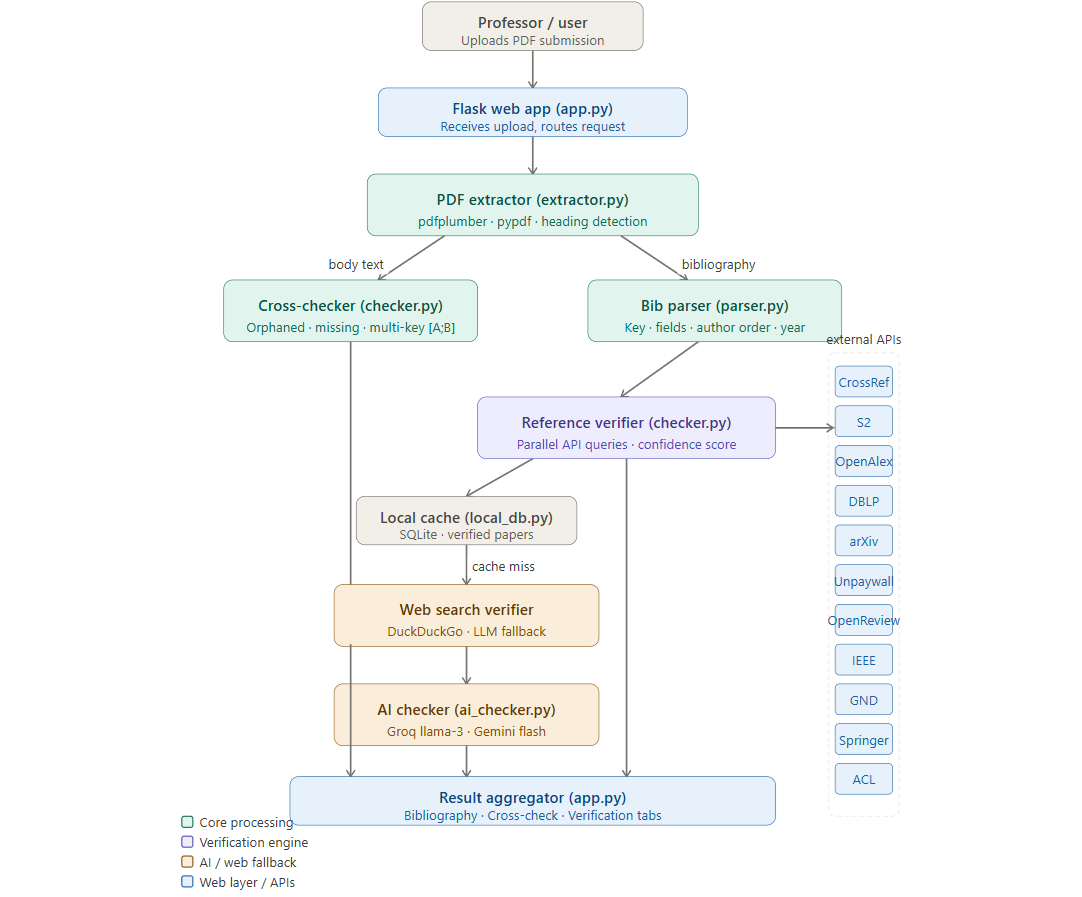 Professor / user
Uploads PDF submission
Flask web app (app.py)
Receives upload, routes request
PDF extractor (extractor.py)
pdfplumber · pypdf · heading detection
body text
bibliography
Cross-checker (checker.py)
Orphaned · missing · multi-key [A;B]
Bib parser (parser.py)
Key · fields · author order · year
external APIs
CrossRef
S2
OpenAlex
DBLP
arXiv
Unpaywall
OpenReview
IEEE
GND
Springer
ACL
Reference verifier (checker.py)
Parallel API queries · confidence score
Local cache (local_db.py)
SQLite · verified papers
cache miss
Web search verifier
DuckDuckGo · LLM fallback
AI checker (ai_checker.py)
Groq llama-3 · Gemini flash
Result aggregator (app.py)
Bibliography · Cross-check · Verification tabs
Core processing
Verification engine
AI / web fallback
Web layer / APIs